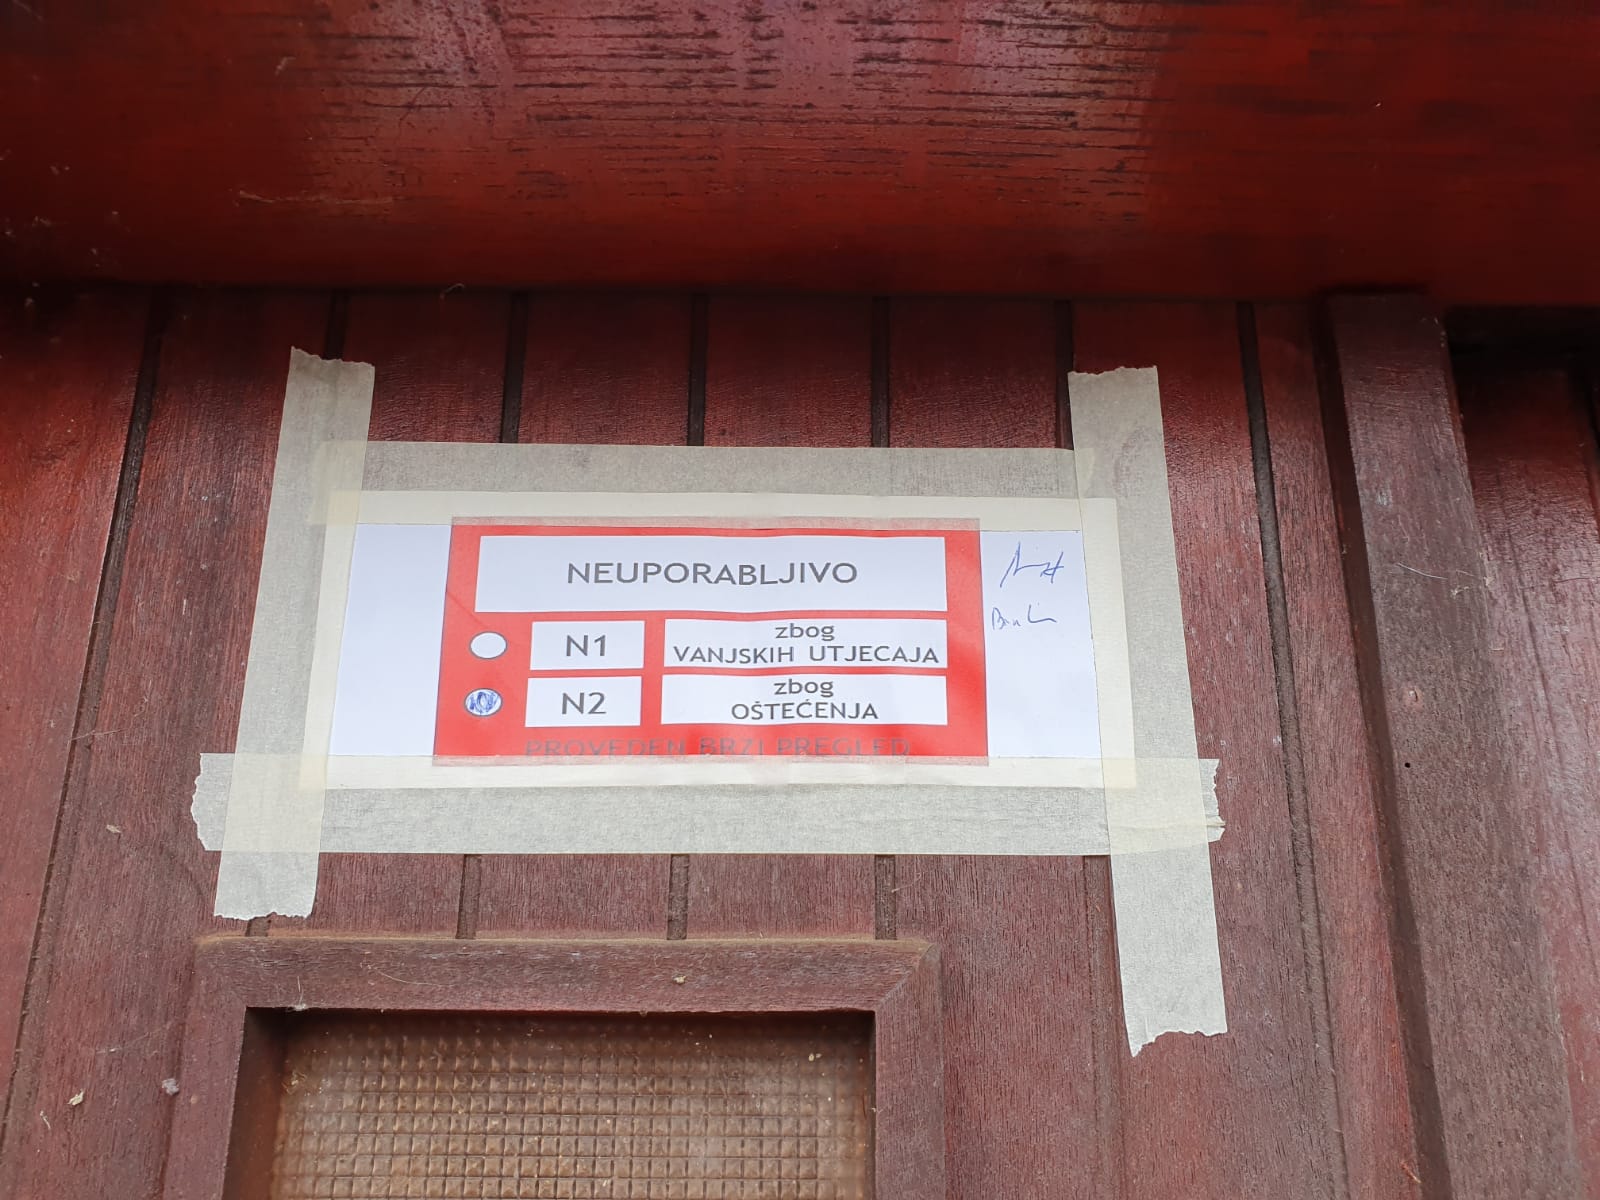 NEUPORABLJIVO
N1
zbog
VANJSKIH UTJECAJA
N2
zbog
OŠTEĆENJA
PROVEDEN BRZI PREGLED